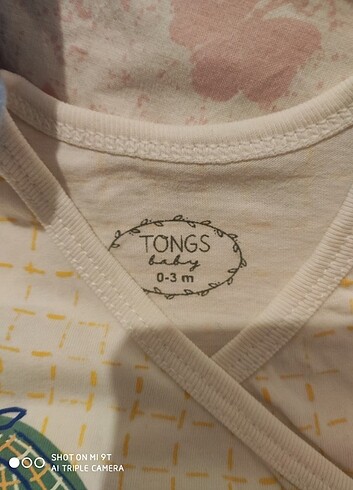 TONGS
baby
0-3 m
SHOT ON MI 9T
AI TRIPLE CAMERA